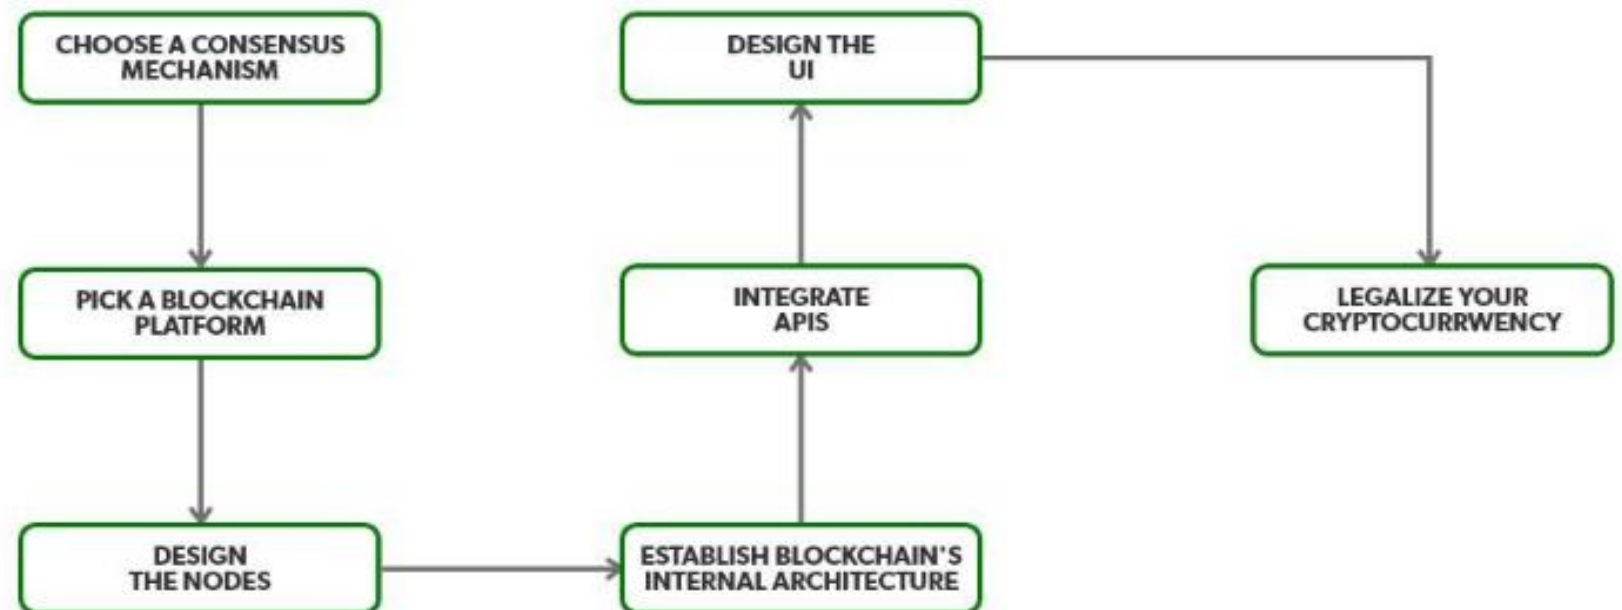 CHOOSE A CONSENSUS
MECHANISM
PICK A BLOCKCHAIN
PLATFORM
DESIGN
THE NODES
ESTABLISH BLOCKCHAIN'S
INTERNAL ARCHITECTURE
INTEGRATE
APIS
DESIGN THE
UI
LEGALIZE YOUR
CRYPTOCURRWENCY